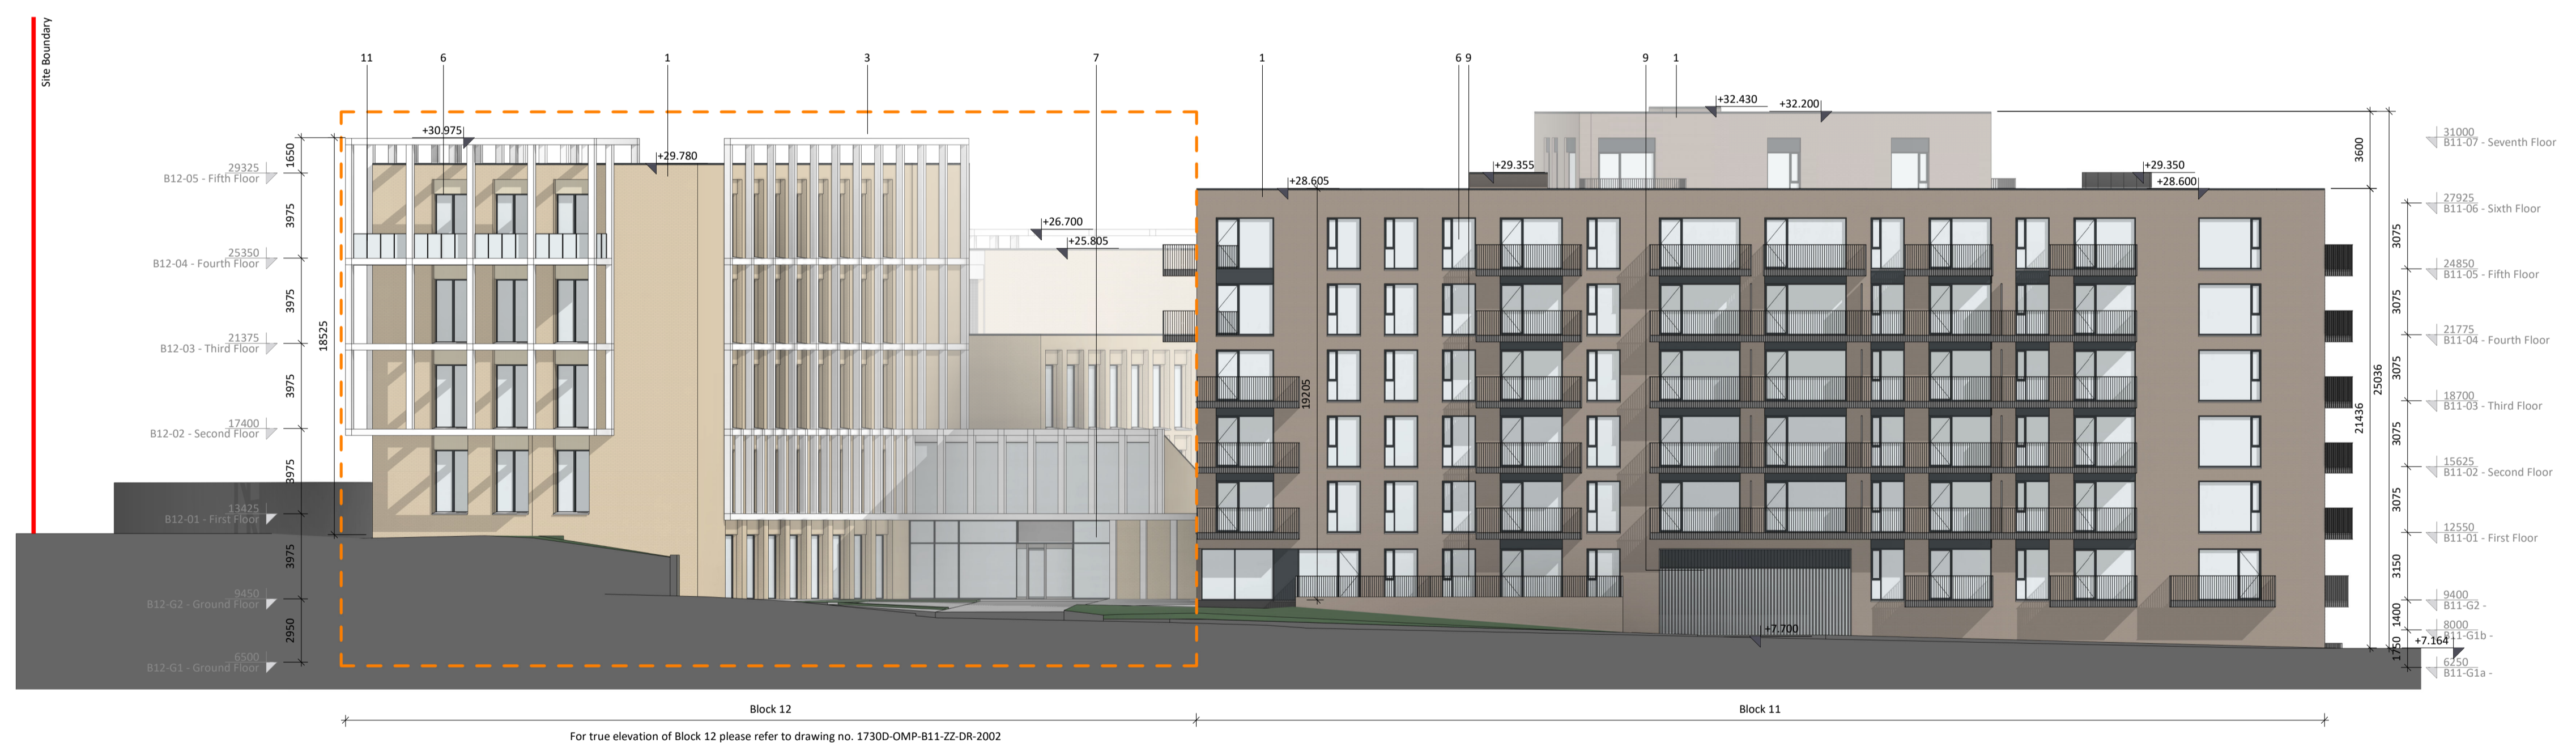 Site Boundary
11
6
1
3
7
1
6 9
9
1
+30.975
+29.780
+26.700
+25.805
+28.605
+29.355
+32.430
+32.200
+29.350
+28.600
29325
B12-05 - Fifth Floor
25350
B12-04 - Fourth Floor
21375
B12-03 - Third Floor
17400
B12-02 - Second Floor
13425
B12-01 - First Floor
9450
B12-G2 - Ground Floor
6500
B12-G1 - Ground Floor
1650
3975
3975
3975
3975
3975
2950
18525
19205
+7.700
3600
21436
25036
3075
3075
3075
3075
3075
3150
1400
1750
31000
B11-07 - Seventh Floor
27925
B11-06 - Sixth Floor
24850
B11-05 - Fifth Floor
21775
B11-04 - Fourth Floor
18700
B11-03 - Third Floor
15625
B11-02 - Second Floor
12550
B11-01 - First Floor
9400
B11-G2 -
8000
B11-G1b -
+7.164
6250
B11-G1a -
Block 12
Block 11
For true elevation of Block 12 please refer to drawing no. 1730D-OMP-B11-ZZ-DR-2002